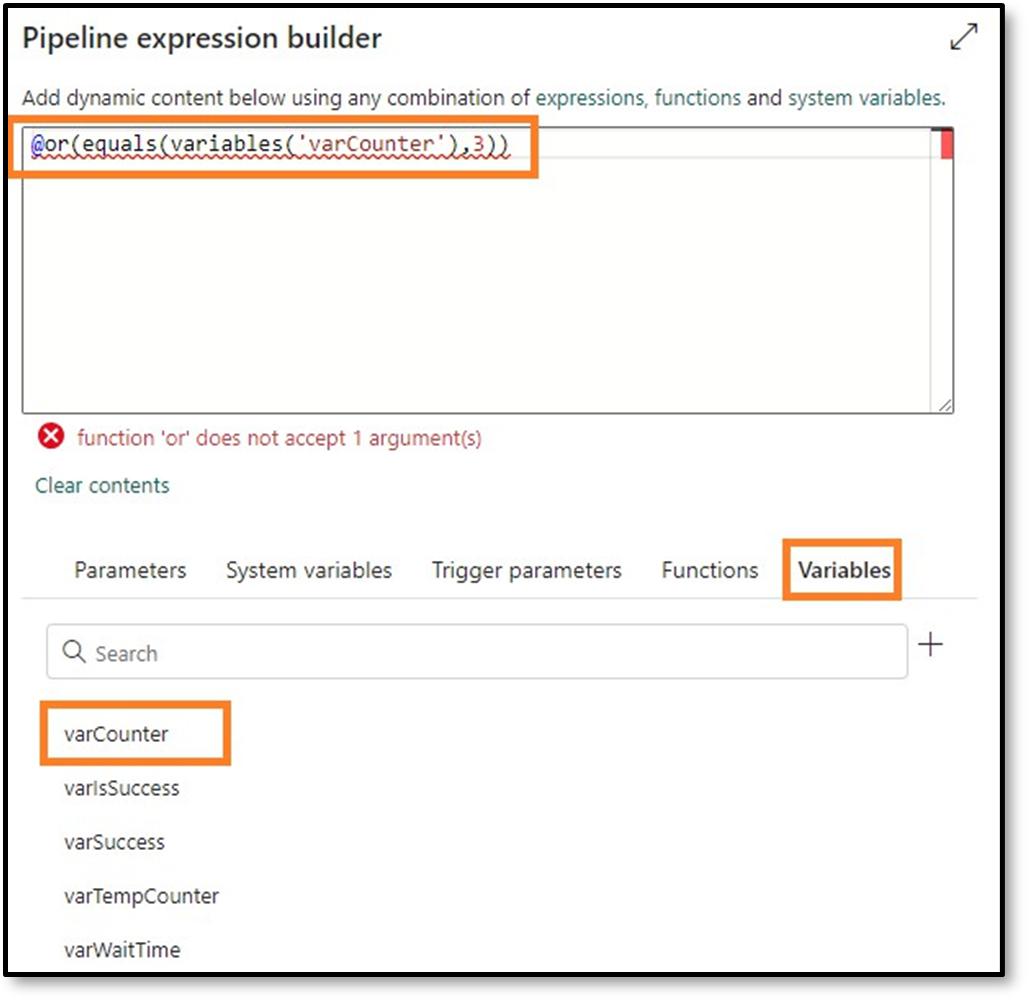 Pipeline expression builder
Add dynamic content below using any combination of expressions, functions and system variables.
@or(equals(variables('varCounter'),3))
function 'or' does not accept 1 argument(s)
Clear contents
Parameters System variables Trigger parameters Functions Variables
Search
varCounter
varIsSuccess
varSuccess
varTempCounter
varWaitTime